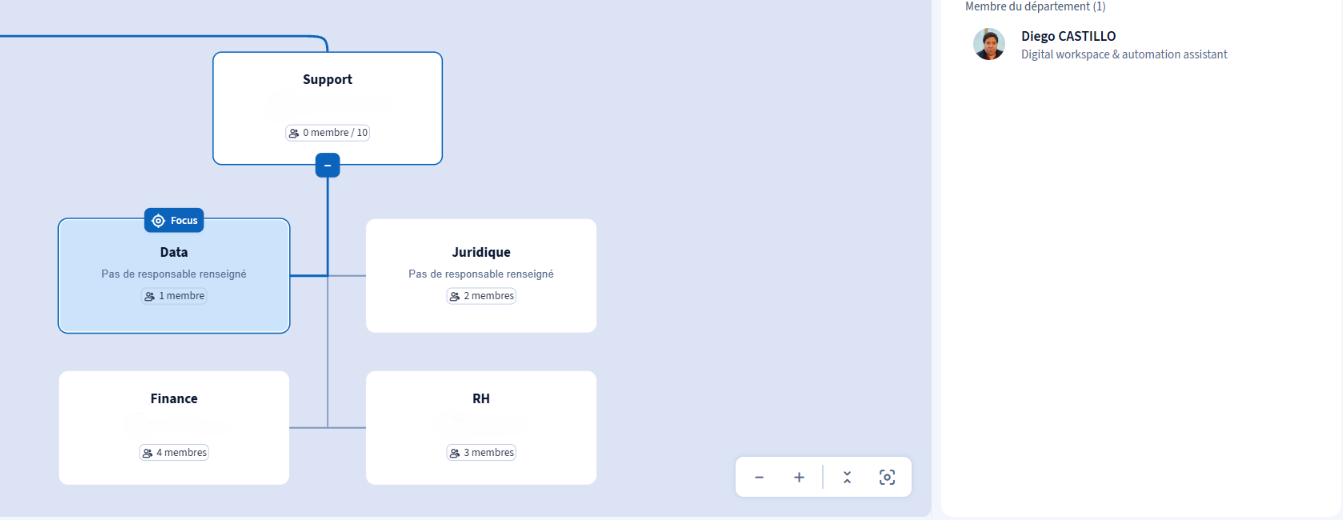 Support
0 membre / 10
−
Focus
Data
Pas de responsable renseigné
1 membre
Juridique
Pas de responsable renseigné
2 membres
Finance
4 membres
RH
3 membres
Membre du département (1)
Diego CASTILLO
Digital workspace & automation assistant